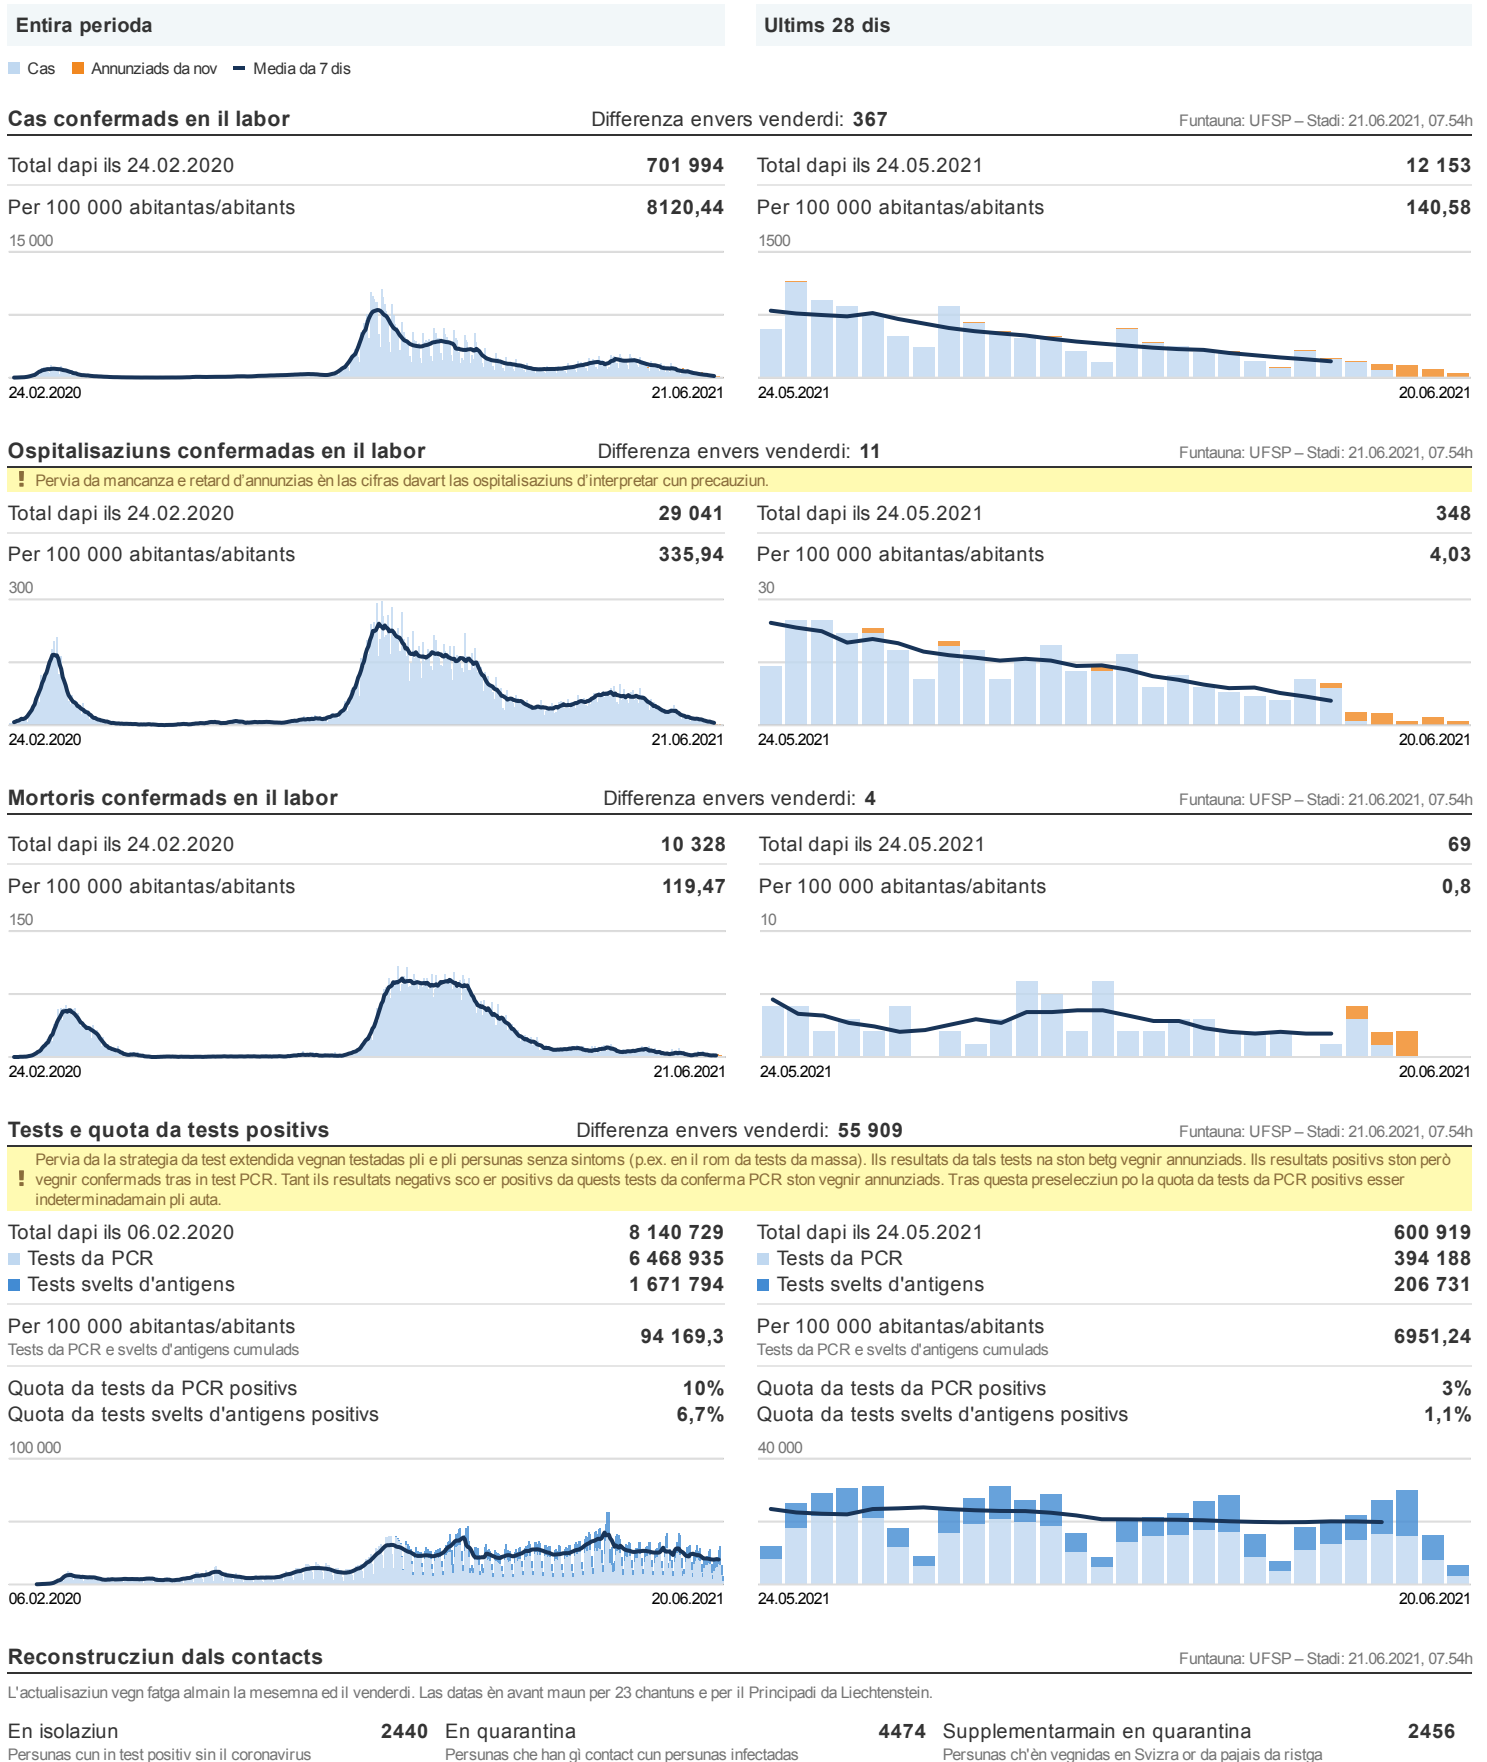 Entira perioda
Ultims 28 dis
Cas Annunziads da nov Media da 7 dis
Cas confermads en il labor Differenza envers venderdi: 367 Funtauna: UFSP – Stadi: 21.06.2021, 07.54h
Total dapi ils 24.02.2020 701 994
Total dapi ils 24.05.2021 12 153
Per 100 000 abitantas/abitants 8120,44
Per 100 000 abitantas/abitants 140,58
15 000
1500
24.02.2020 21.06.2021
24.05.2021 20.06.2021
Ospitalisaziuns confermadas en il labor Differenza envers venderdi: 11 Funtauna: UFSP – Stadi: 21.06.2021, 07.54h
! Pervia da mancanza e retard d'annunzias èn las cifras davart las ospitalisaziuns d'interpretar cun precauziun.
Total dapi ils 24.02.2020 29 041
Total dapi ils 24.05.2021 348
Per 100 000 abitantas/abitants 335,94
Per 100 000 abitantas/abitants 4,03
300
30
24.02.2020 21.06.2021
24.05.2021 20.06.2021
Mortoris confermads en il labor Differenza envers venderdi: 4 Funtauna: UFSP – Stadi: 21.06.2021, 07.54h
Total dapi ils 24.02.2020 10 328
Total dapi ils 24.05.2021 69
Per 100 000 abitantas/abitants 119,47
Per 100 000 abitantas/abitants 0,8
150
10
24.02.2020 21.06.2021
24.05.2021 20.06.2021
Tests e quota da tests positivs Differenza envers venderdi: 55 909 Funtauna: UFSP – Stadi: 21.06.2021, 07.54h
Pervia da la strategia da test extendida vegnan testadas pli e pli persunas senza sintoms (p.ex. en il rom da tests da massa). Ils resultats da tals tests na ston betg vegnir annunziads. Ils resultats positivs ston però
! vegnir confermads tras in test PCR. Tant ils resultats negativs sco er positivs da quests tests da conferma PCR ston vegnir annunziads. Tras questa preselecziun po la quota da tests da PCR positivs esser
indeterminadamain pli auta.
Total dapi ils 06.02.2020 8 140 729
Tests da PCR 6 468 935
Tests svelts d'antigens 1 671 794
Total dapi ils 24.05.2021 600 919
Tests da PCR 394 188
Tests svelts d'antigens 206 731
Per 100 000 abitantas/abitants 94 169,3
Tests da PCR e svelts d'antigens cumulads
Per 100 000 abitantas/abitants 6951,24
Tests da PCR e svelts d'antigens cumulads
Quota da tests da PCR positivs 10%
Quota da tests svelts d'antigens positivs 6,7%
Quota da tests da PCR positivs 3%
Quota da tests svelts d'antigens positivs 1,1%
100 000
40 000
06.02.2020 20.06.2021
24.05.2021 20.06.2021
Reconstrucziun dals contacts Funtauna: UFSP – Stadi: 21.06.2021, 07.54h
L'actualisaziun vegn fatga almain la mesemna ed il venderdi. Las datas èn avant maun per 23 chantuns e per il Principadi da Liechtenstein.
En isolaziun 2440
Persunas cun in test positiv sin il coronavirus
En quarantina 4474
Persunas che han gì contact cun persunas infectadas
Supplementarmain en quarantina 2456
Persunas ch'èn vegnidas en Svizra or da pajais da ristga